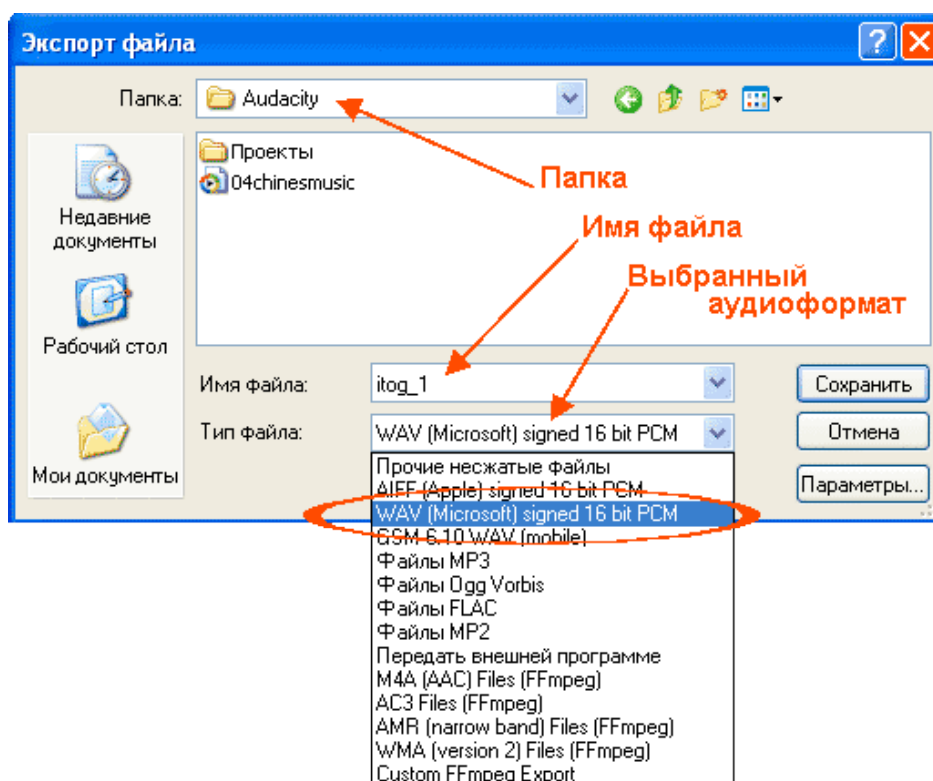 Экспорт файла
Папка:
Audacity
Проекты
04chinesmusic
Папка
Имя файла
Выбранный
аудиоформат
Недавние
документы
Рабочий стол
Мои документы
Имя файла:
itog_1
Сохранить
Тип файла:
WAV (Microsoft) signed 16 bit PCM
Отмена
Параметры...
Прочие несжатые файлы
AIFF (Apple) signed 16 bit PCM
WAV (Microsoft) signed 16 bit PCM
GSM 6.10 WAV (mobile)
Файлы MP3
Файлы Ogg Vorbis
Файлы FLAC
Файлы MP2
Передать внешней программе
M4A (AAC) Files (FFmpeg)
AC3 Files (FFmpeg)
AMR (narrow band) Files (FFmpeg)
WMA (version 2) Files (FFmpeg)
Custom FFmpeg Export